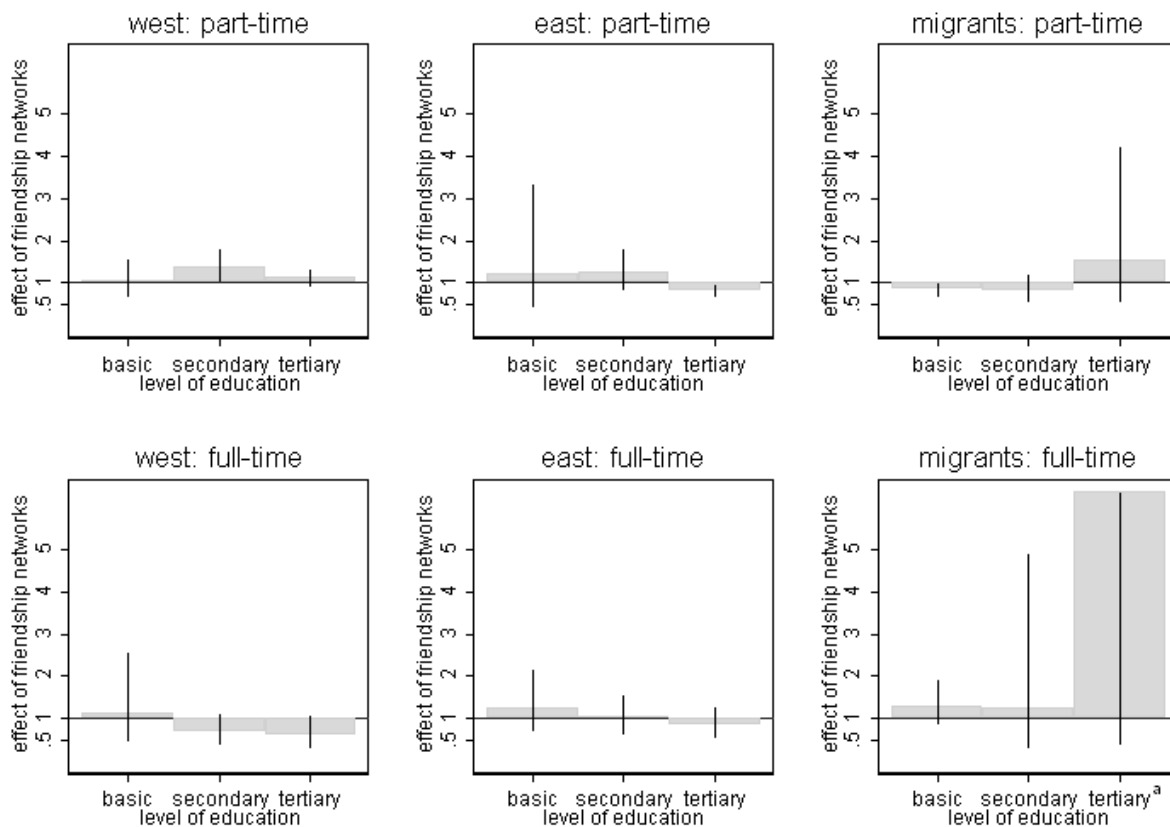 west: part-time
effect of friendship networks
5
4
3
2
1
.5
basic secondary tertiary
level of education
east: part-time
effect of friendship networks
5
4
3
2
1
.5
basic secondary tertiary
level of education
migrants: part-time
effect of friendship networks
5
4
3
2
1
.5
basic secondary tertiary
level of education
west: full-time
effect of friendship networks
5
4
3
2
1
.5
basic secondary tertiary
level of education
east: full-time
effect of friendship networks
5
4
3
2
1
.5
basic secondary tertiary
level of education
migrants: full-time
effect of friendship networks
5
4
3
2
1
.5
basic secondary tertiary a
level of education